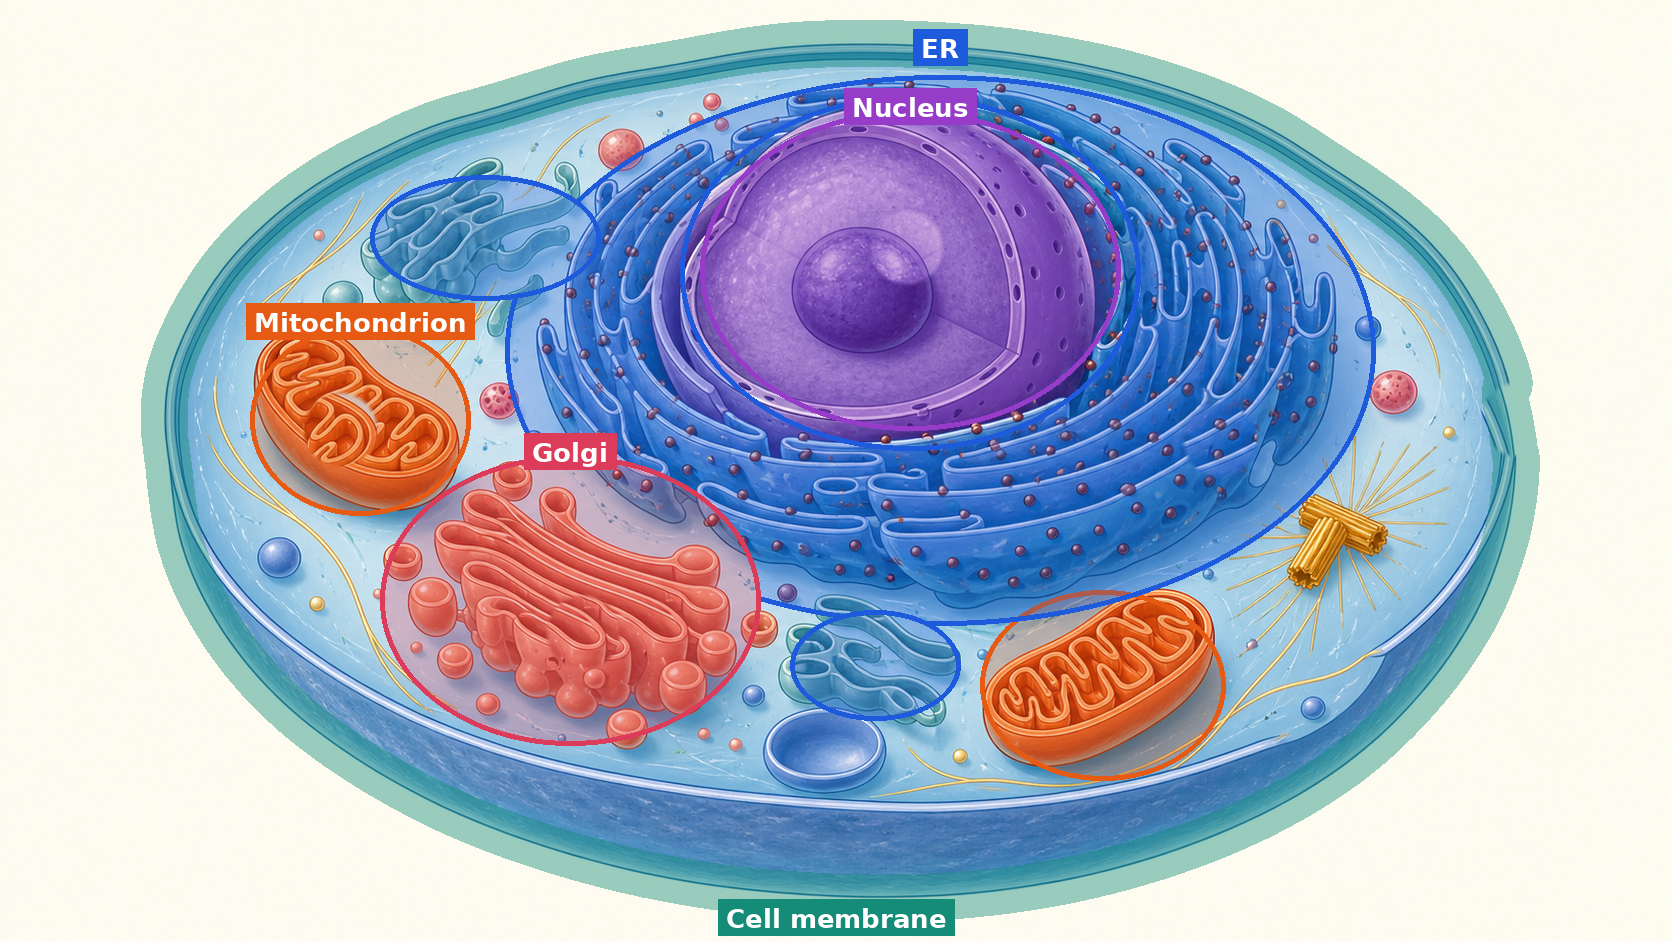 ER
Nucleus
Mitochondrion
Golgi
Cell membrane